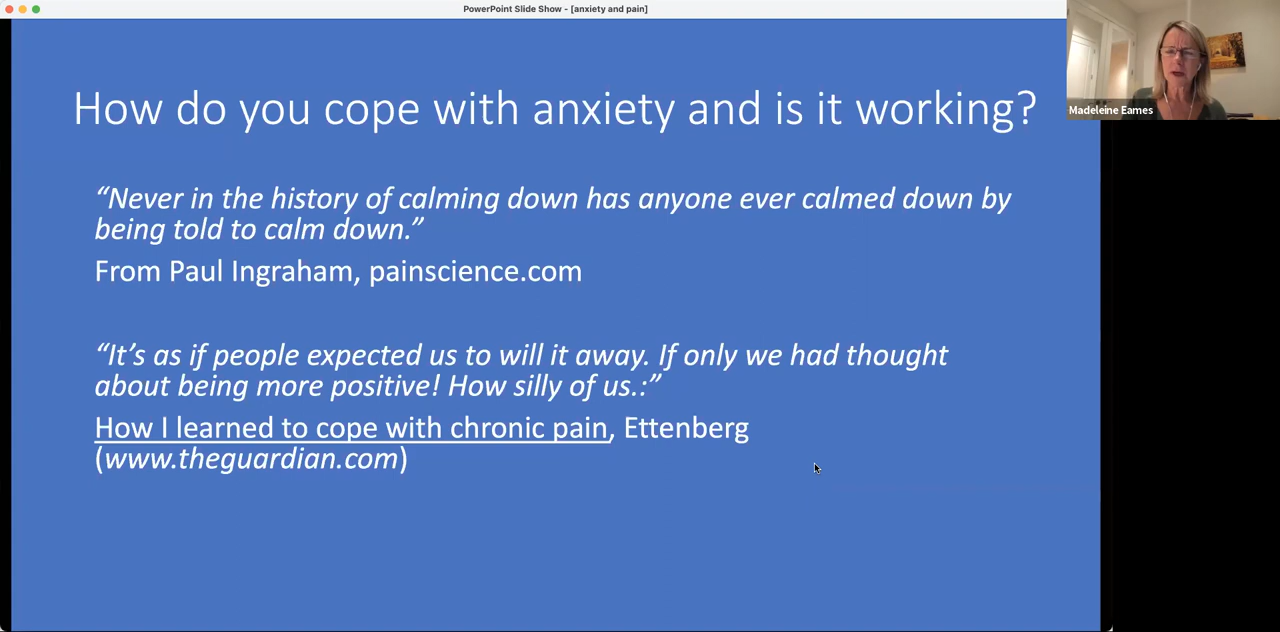 PowerPoint Slide Show - [anxiety and pain]
Madeleine Eames
How do you cope with anxiety and is it working?
“Never in the history of calming down has anyone ever calmed down by
being told to calm down.”
From Paul Ingraham, painscience.com
“It’s as if people expected us to will it away. If only we had thought
about being more positive! How silly of us.:”
How I learned to cope with chronic pain, Ettenberg
(www.theguardian.com)